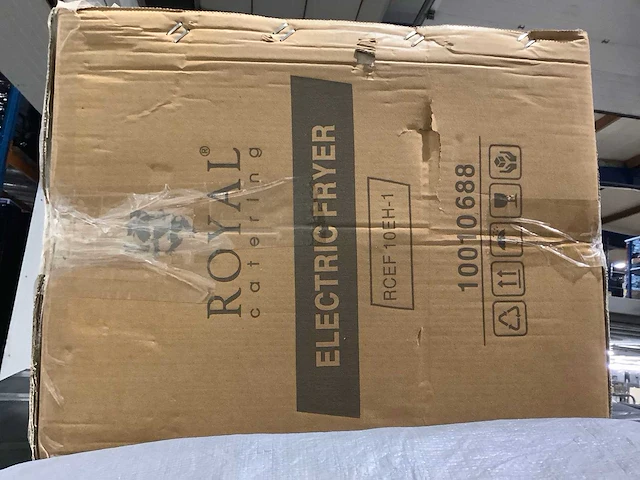 ROYAL®
catering
ELECTRIC FRYER
RCEF 10EH-1
10010688